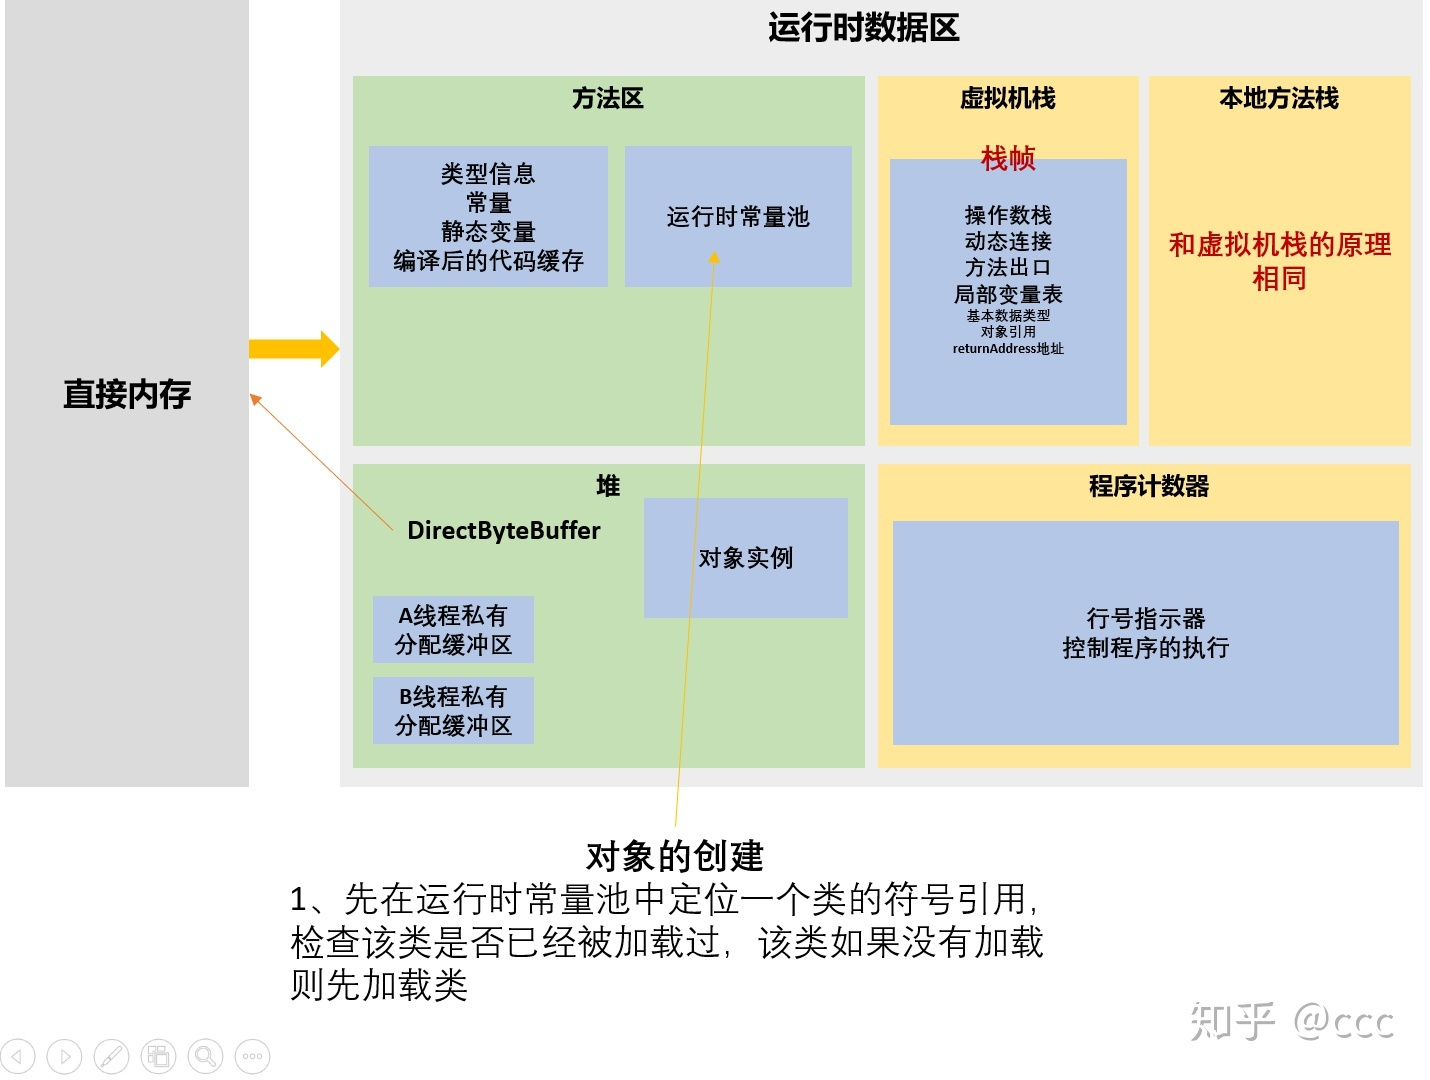 运行时数据区
方法区
虚拟机栈
本地方法栈
类型信息
常量
静态变量
编译后的代码缓存
运行时常量池
栈帧
操作数栈
动态连接
方法出口
局部变量表
基本数据类型
对象引用
returnAddress地址
和虚拟机栈的原理
相同
直接内存
堆
DirectByteBuffer
对象实例
A线程私有
分配缓冲区
B线程私有
分配缓冲区
程序计数器
行号指示器
控制程序的执行
对象的创建
1、先在运行时常量池中定位一个类的符号引用,
检查该类是否已经被加载过，该类如果没有加载
则先加载类
知乎 @ccc